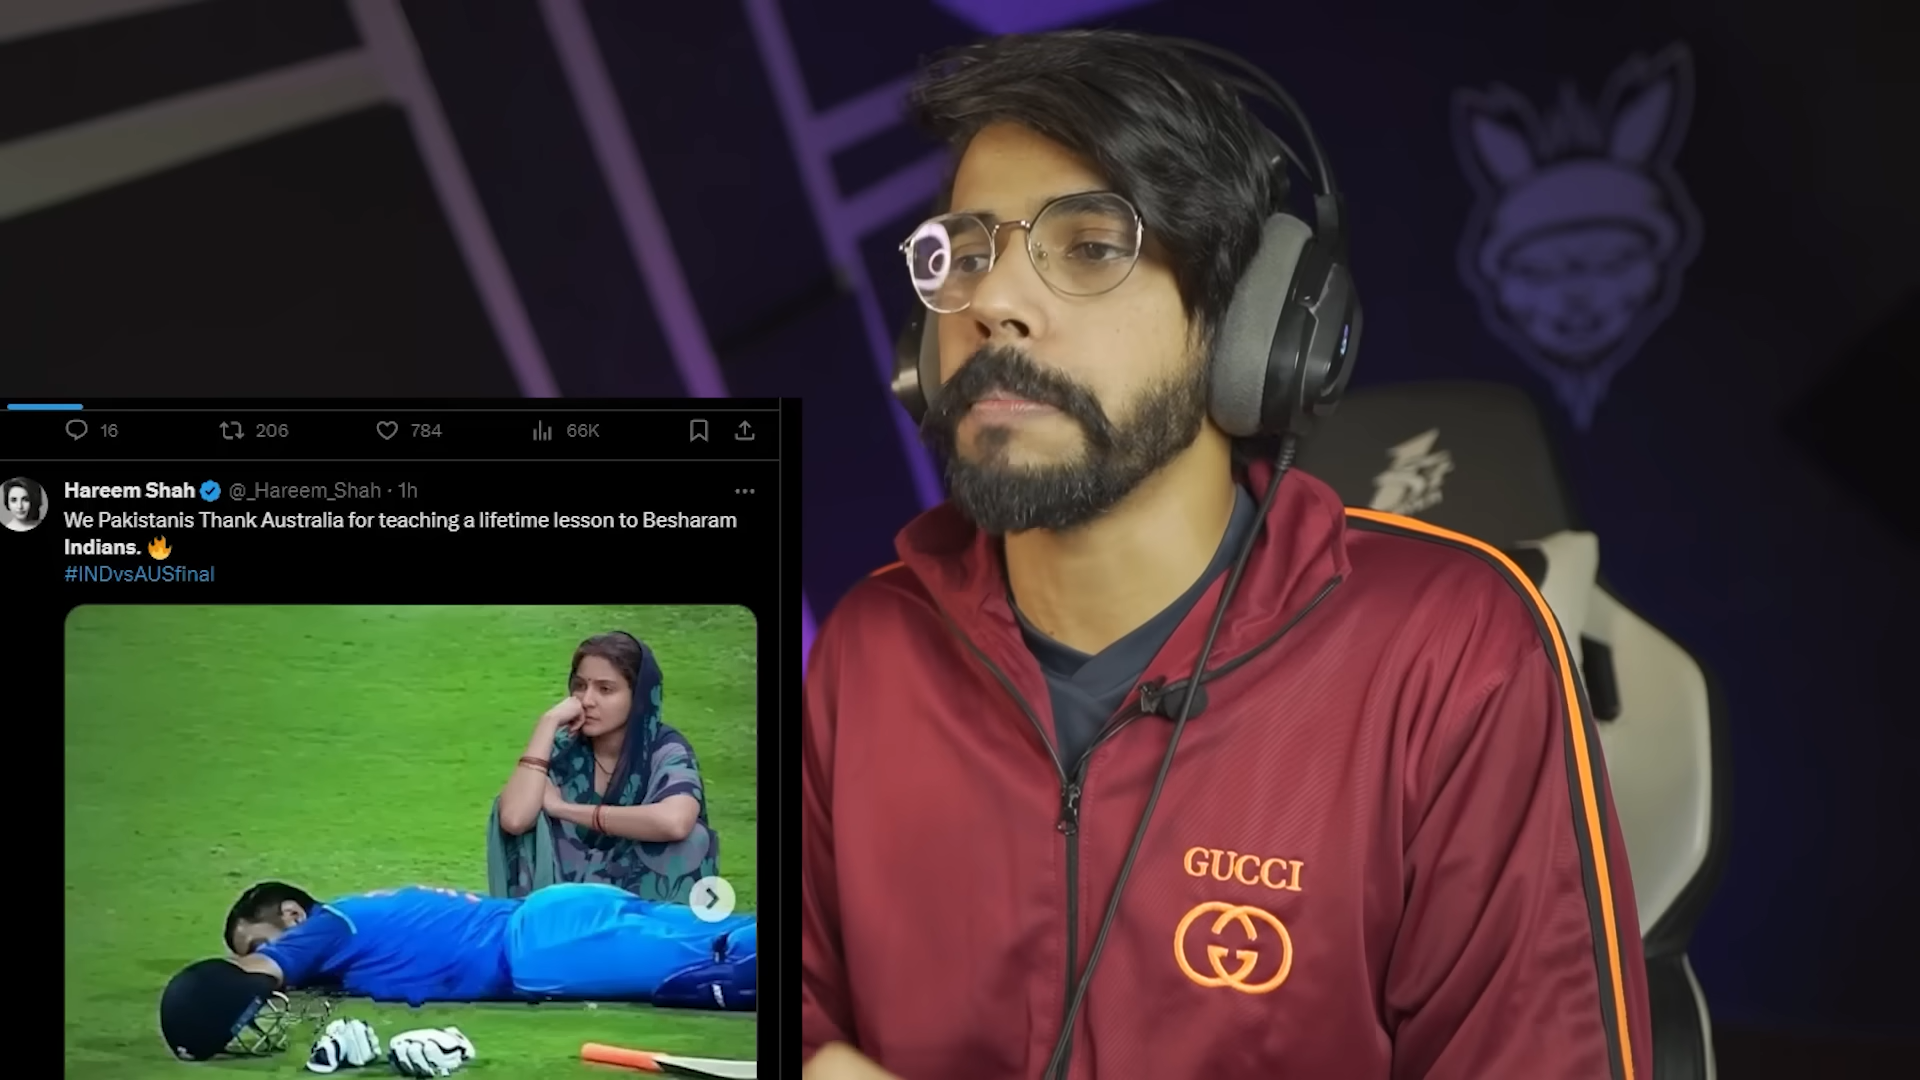 16 206 784 66K
Hareem Shah @_Hareem_Shah · 1h
We Pakistanis Thank Australia for teaching a lifetime lesson to Besharam
Indians. 🔥
#INDvsAUSfinal
GUCCI